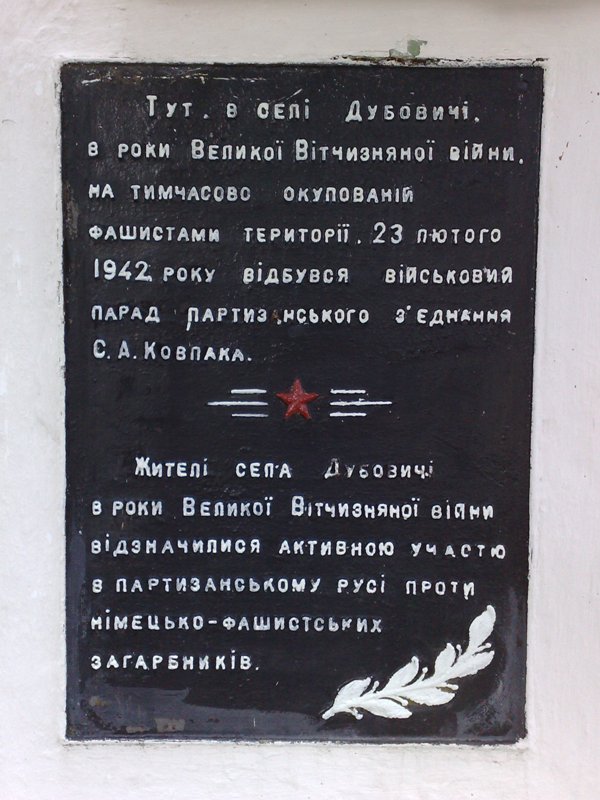 Тут, в селі Дубовичі,
в роки Великої Вітчизняної війни,
на тимчасово окупованій
фашистами території, 23 лютого
1942 року відбувся військовий
парад партизанського з'єднання
С. А. Ковпака.
Жителі села Дубовичі
в роки Великої Вітчизняної війни
відзначилися активною участю
в партизанському русі проти
німецько-фашистських
загарбників.